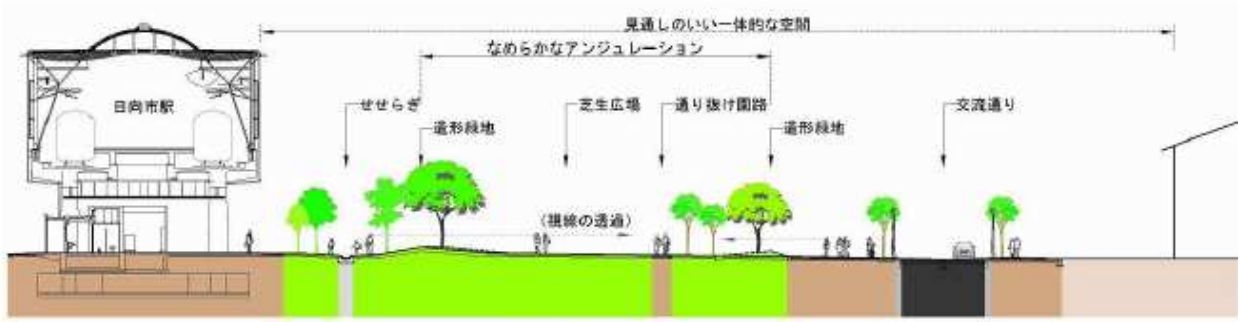 見通しのいい一体的な空間
なめらかなアンジュレーション
日向市駅
せせらぎ
芝生広場
通り抜け園路
交流通り
造形緑地
造形緑地
(視線の透過)